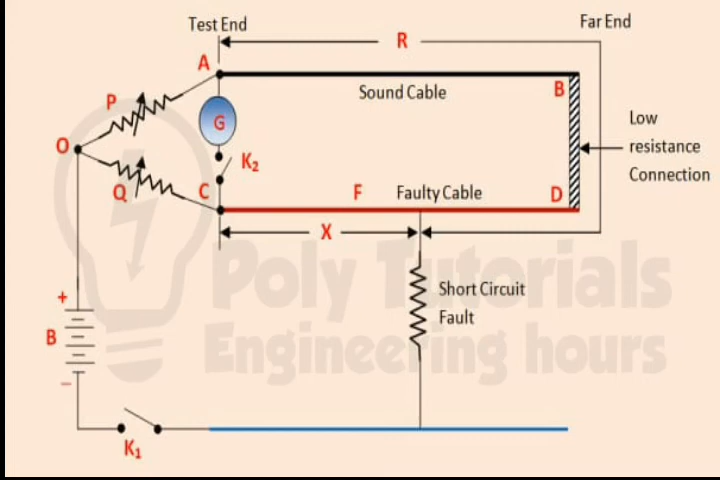 Test End
Far End
R
A
P
Sound Cable
B
G
Low
resistance
Connection
O
K2
Q
C
F
Faulty Cable
D
X
Poly Tutorials
Engineering hours
Short Circuit
Fault
+
B
−
K1